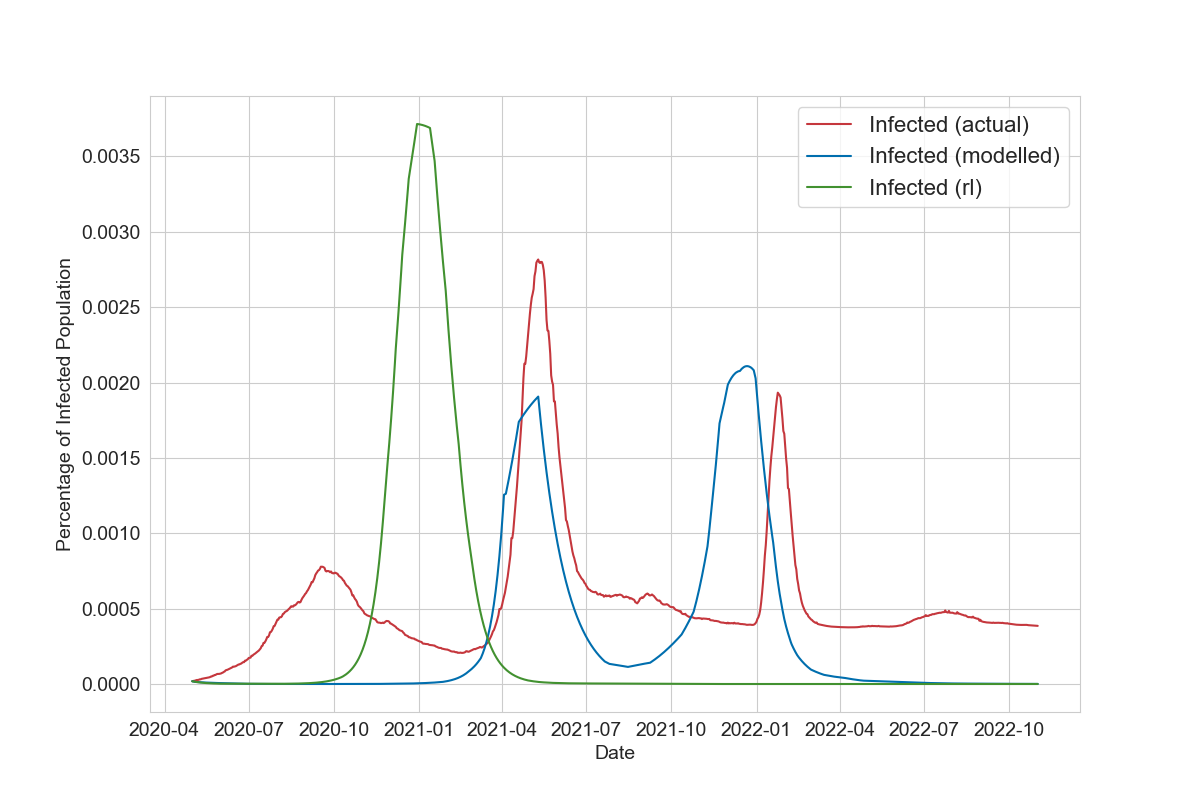 Infected (actual)
Infected (modelled)
Infected (rl)
Percentage of Infected Population
0.0035
0.0030
0.0025
0.0020
0.0015
0.0010
0.0005
0.0000
2020-04 2020-07 2020-10 2021-01 2021-04 2021-07 2021-10 2022-01 2022-04 2022-07 2022-10
Date